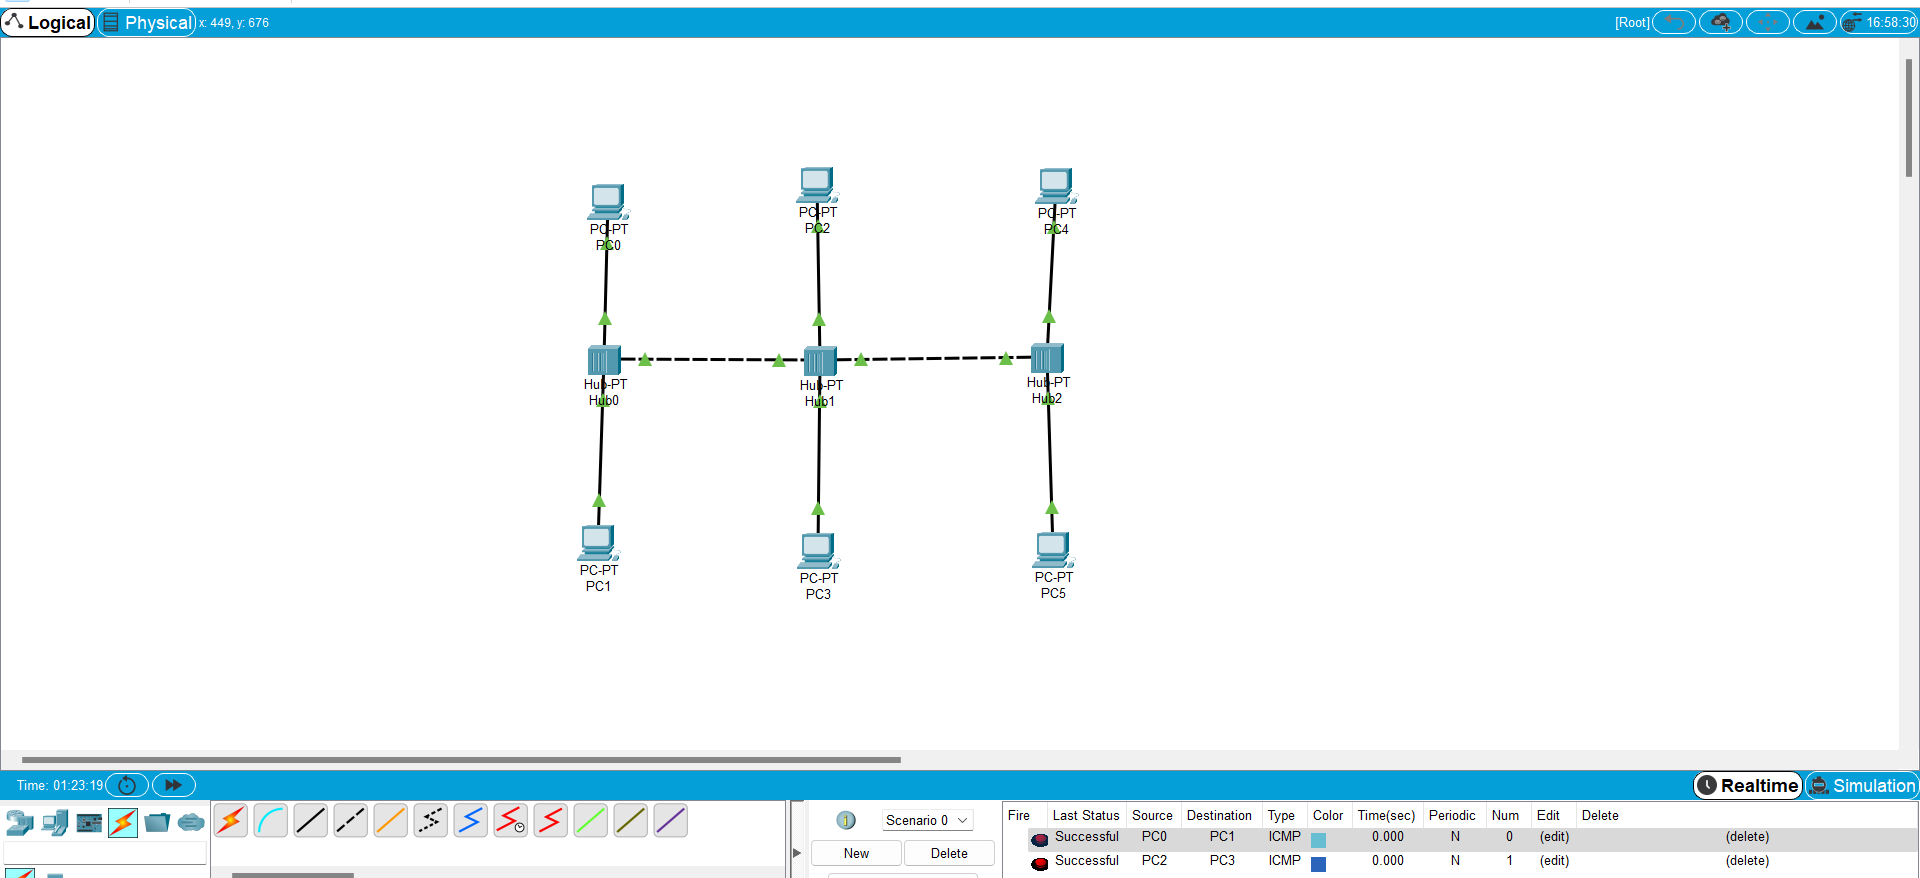 Logical Physical x: 449, y: 676 [Root] 16:58:30
PC-PT
PC0
PC-PT
PC2
PC-PT
PC4
Hub-PT
Hub0
Hub-PT
Hub1
Hub-PT
Hub2
PC-PT
PC1
PC-PT
PC3
PC-PT
PC5
Time: 01:23:19 Realtime Simulation
Scenario 0
New Delete
Fire Last Status Source Destination Type Color Time(sec) Periodic Num Edit Delete
Successful PC0 PC1 ICMP 0.000 N 0 (edit) (delete)
Successful PC2 PC3 ICMP 0.000 N 1 (edit) (delete)